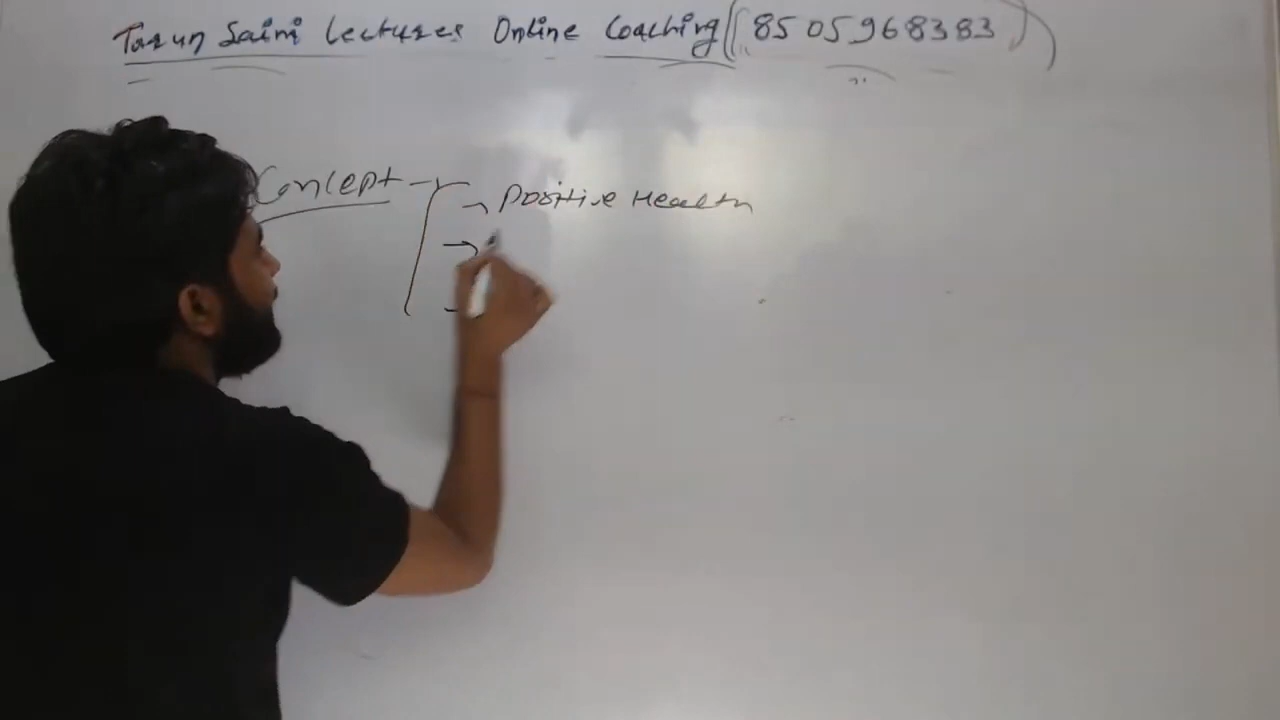 Tarun Saini Lectures Online Coaching (8505968383)
Concept → Positive Health